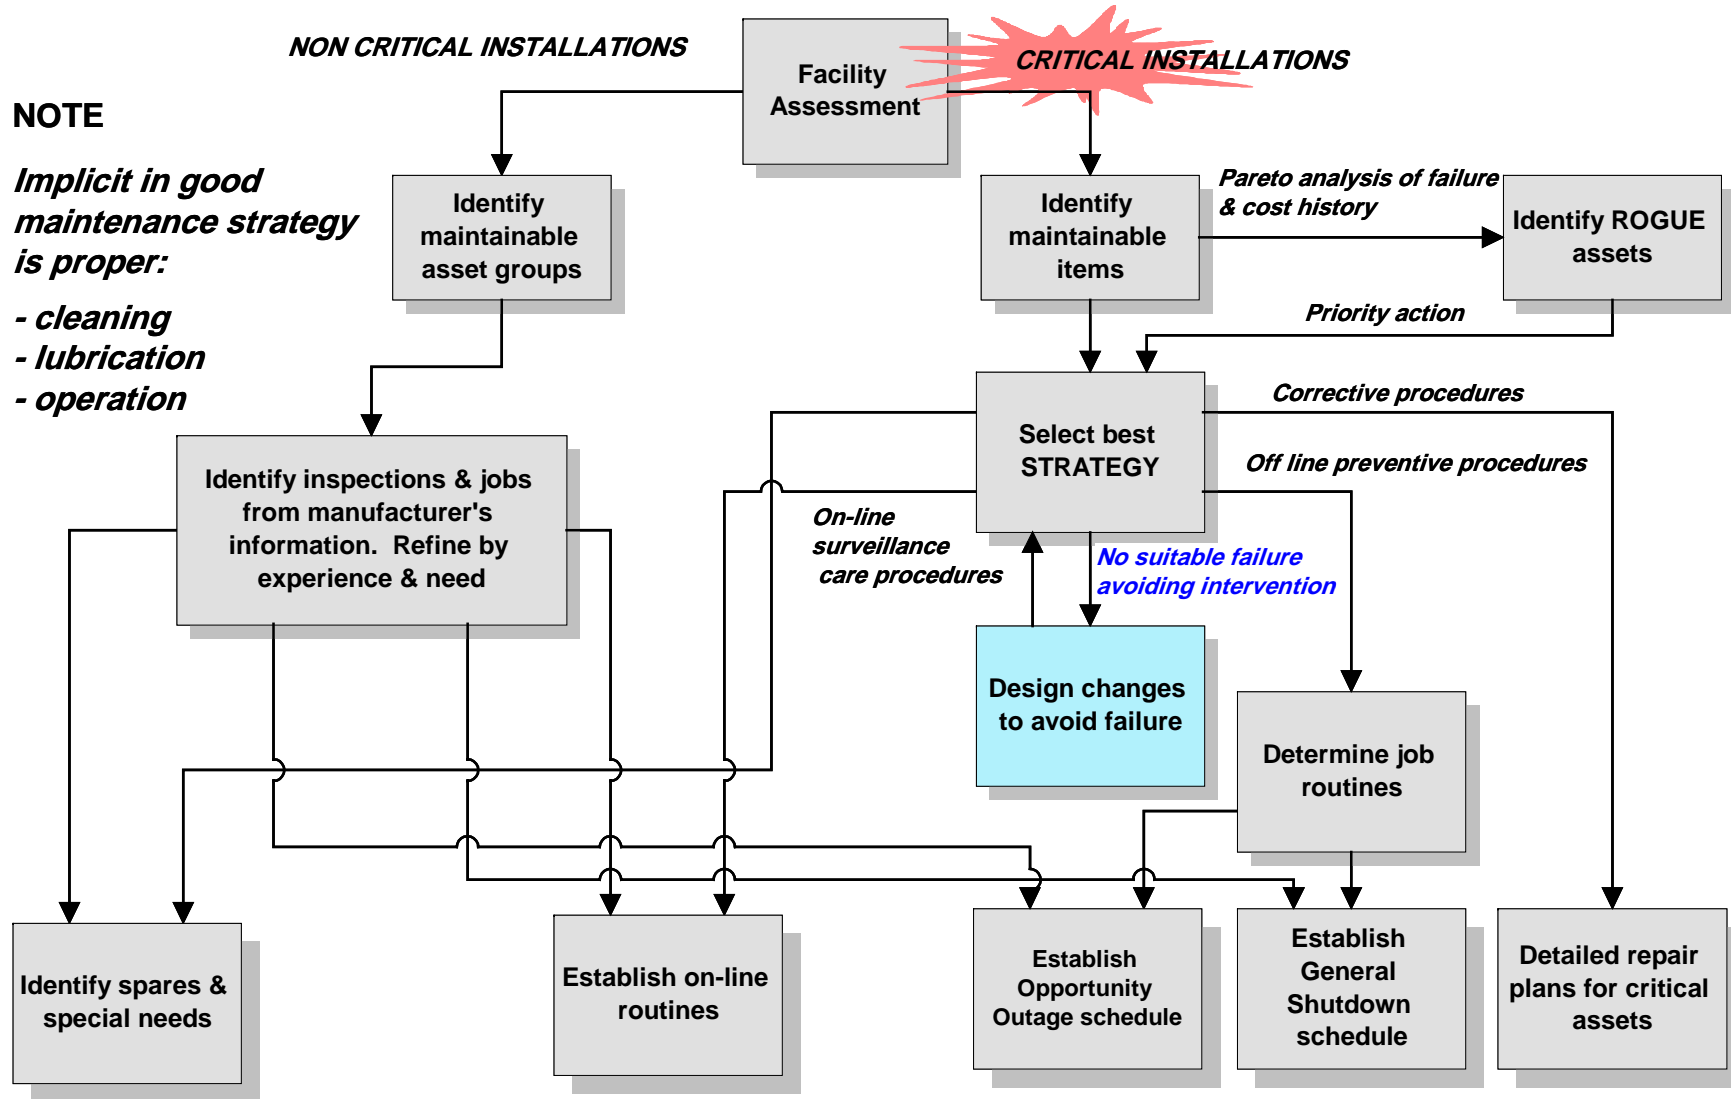 NON CRITICAL INSTALLATIONS
CRITICAL INSTALLATIONS
Facility
Assessment
NOTE
Implicit in good
maintenance strategy
is proper:
- cleaning
- lubrication
- operation
Identify
maintainable
asset groups
Identify
maintainable
items
Pareto analysis of failure
& cost history
Identify ROGUE
assets
Priority action
Select best
STRATEGY
Corrective procedures
Off line preventive procedures
Identify inspections & jobs
from manufacturer's
information.  Refine by
experience & need
On-line
surveillance
care procedures
No suitable failure
avoiding intervention
Design changes
to avoid failure
Determine job
routines
Identify spares &
special needs
Establish on-line
routines
Establish
Opportunity
Outage schedule
Establish
General
Shutdown
schedule
Detailed repair
plans for critical
assets